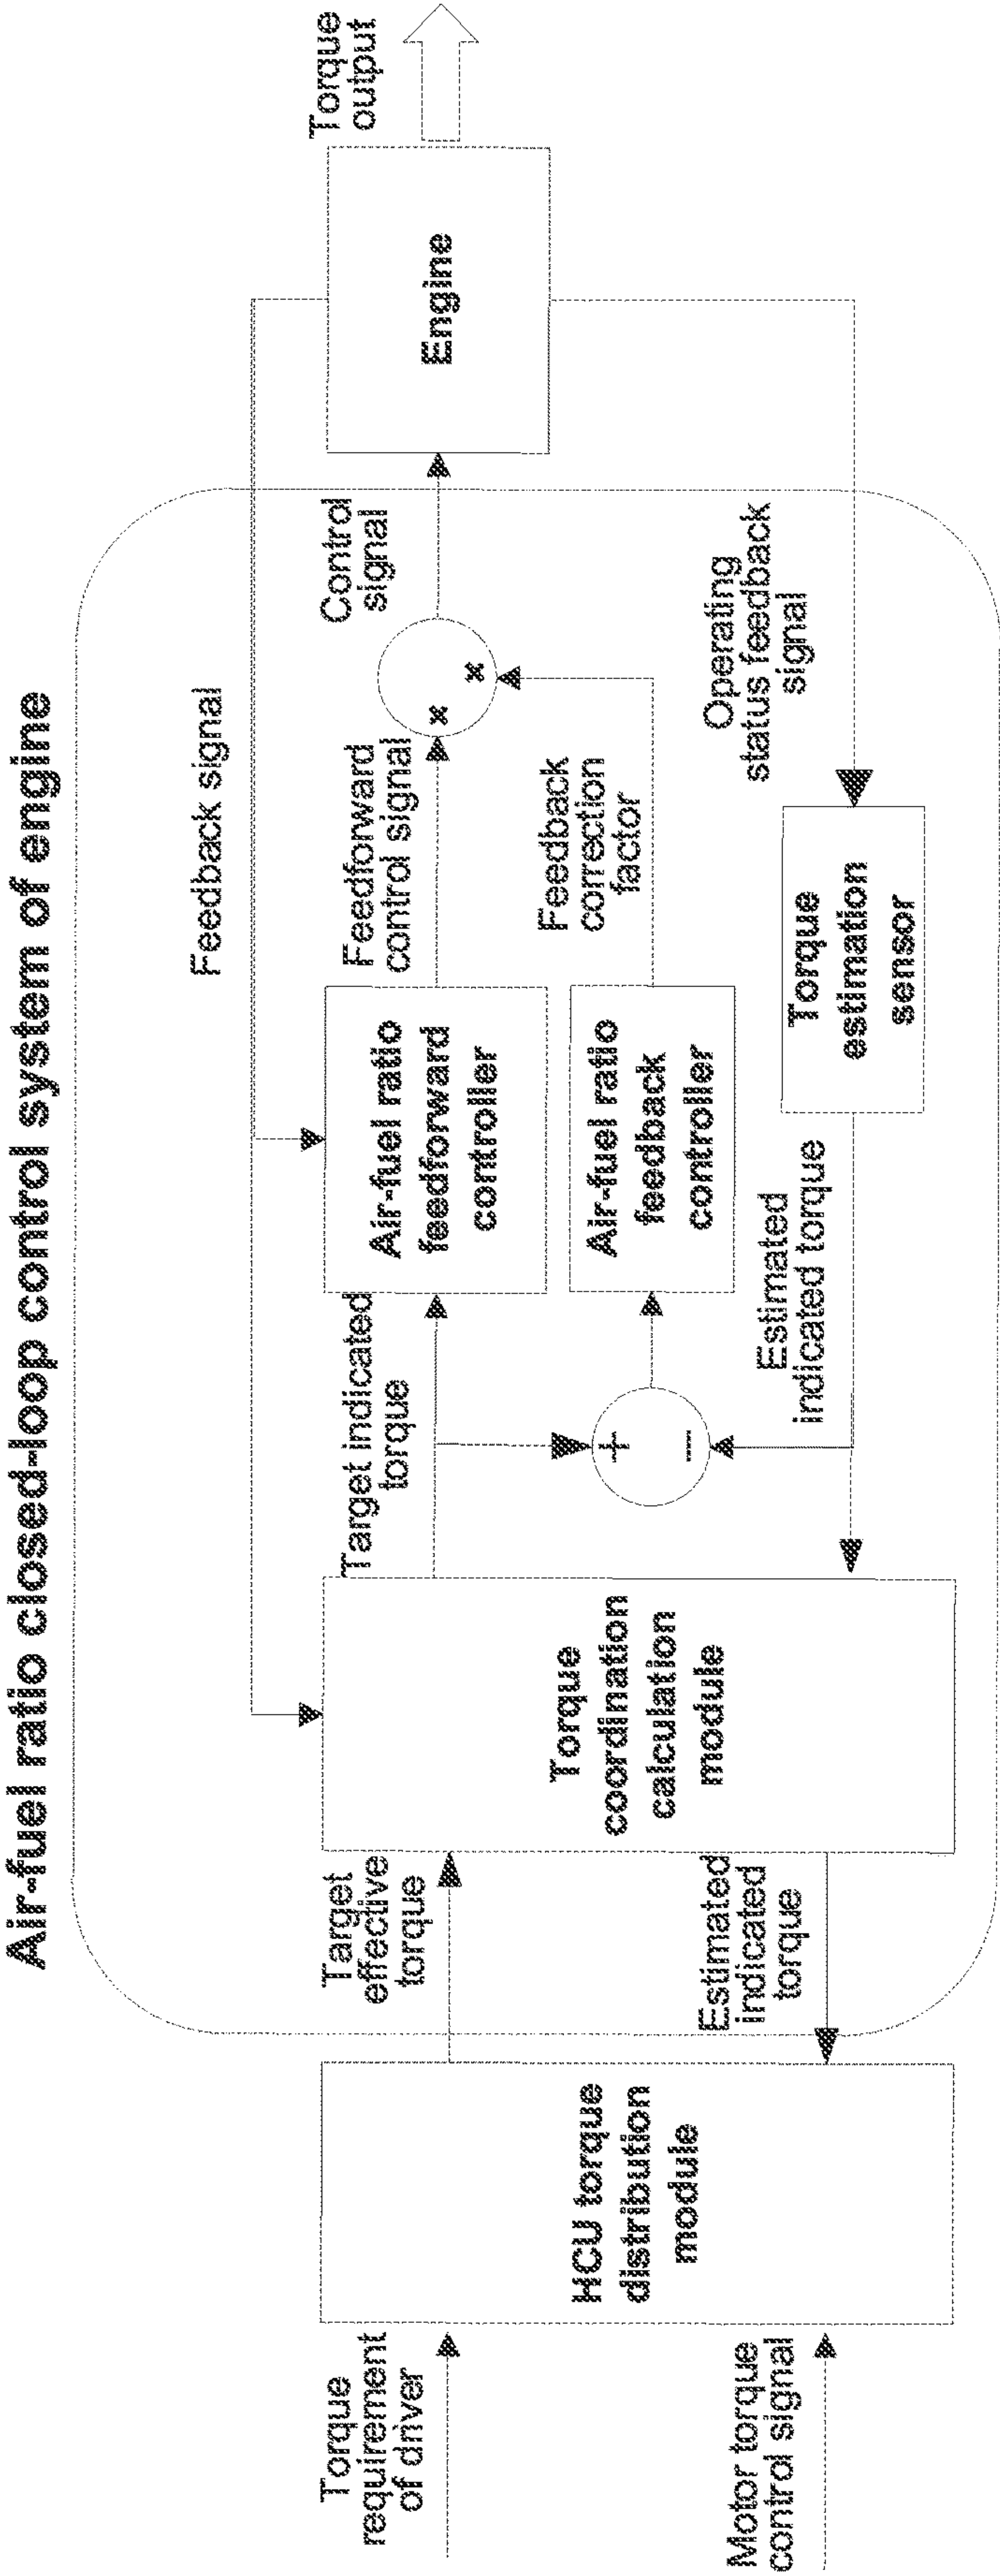 Air-fuel ratio closed-loop control system of engine
Feedback signal
Torque
requirement
of driver
Motor torque
control signal
HCU torque
distribution
module
Target
effective
torque
Estimated
indicated
torque
Torque
coordination
calculation
module
Target indicated
torque
+
−
Estimated
indicated torque
Air-fuel ratio
feedforward
controller
Air-fuel ratio
feedback
controller
Torque
estimation
sensor
Feedforward
control signal
Feedback
correction
factor
×
×
Operating
status feedback
signal
Control
signal
Engine
Torque
output